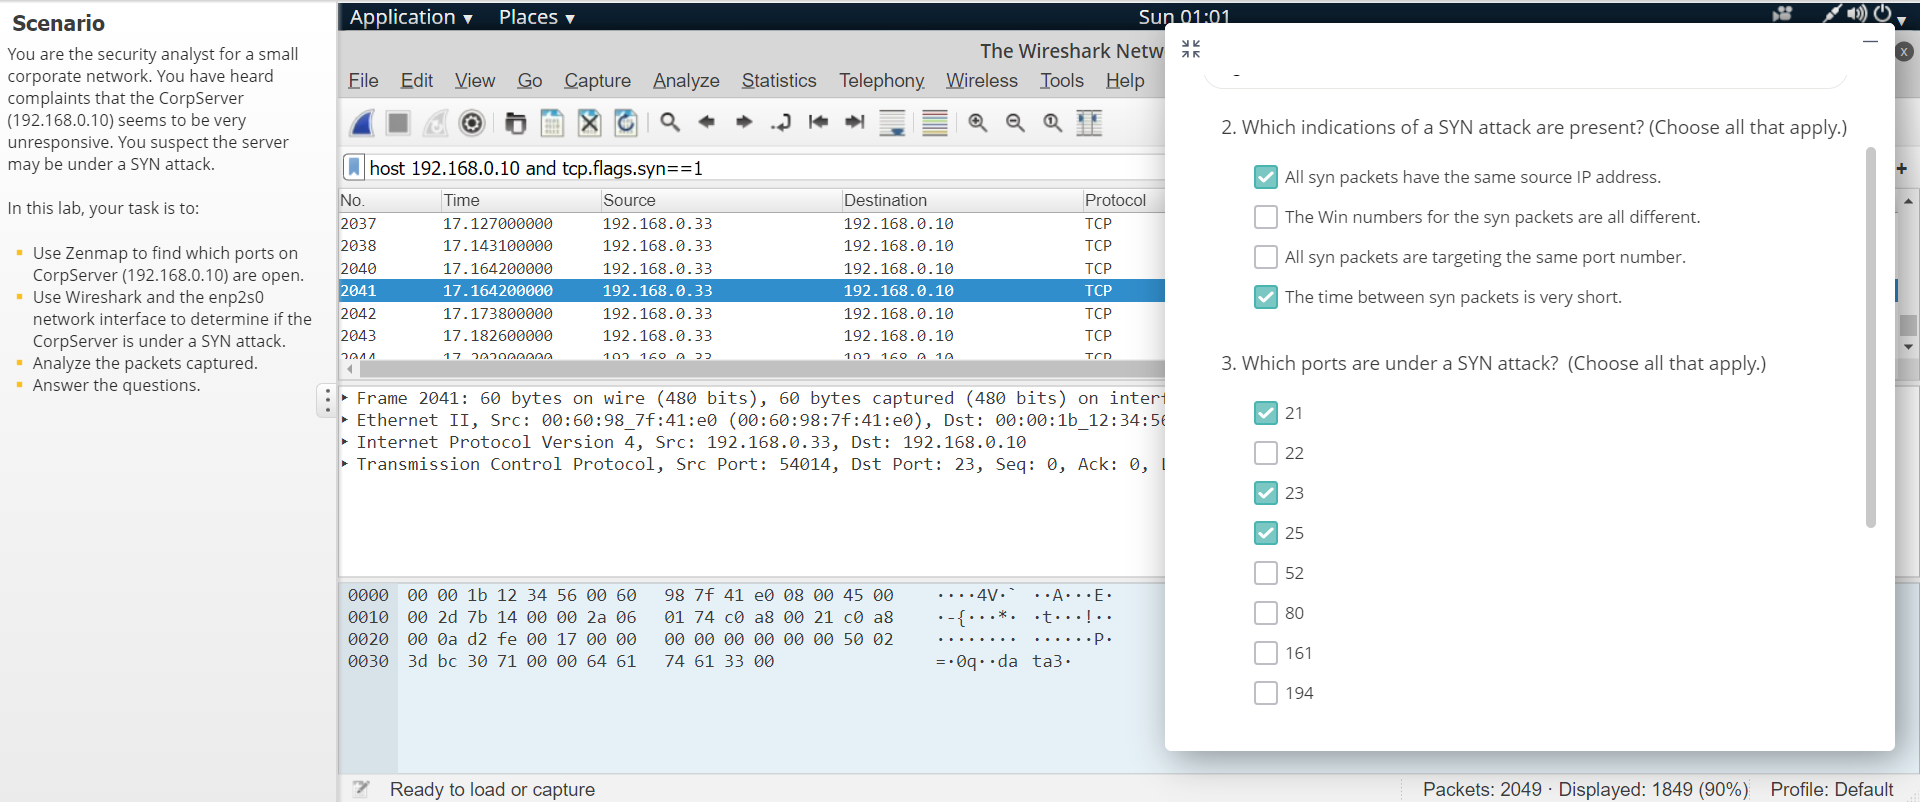 Scenario
You are the security analyst for a small
corporate network. You have heard
complaints that the CorpServer
(192.168.0.10) seems to be very
unresponsive. You suspect the server
may be under a SYN attack.
In this lab, your task is to:
Use Zenmap to find which ports on
CorpServer (192.168.0.10) are open.
Use Wireshark and the enp2s0
network interface to determine if the
CorpServer is under a SYN attack.
Analyze the packets captured.
Answer the questions.
Application ▾ Places ▾ Sun 01:01
The Wireshark Netw
File Edit View Go Capture Analyze Statistics Telephony Wireless Tools Help
host 192.168.0.10 and tcp.flags.syn==1
No. Time Source Destination Protocol
2037 17.127000000 192.168.0.33 192.168.0.10 TCP
2038 17.143100000 192.168.0.33 192.168.0.10 TCP
2040 17.164200000 192.168.0.33 192.168.0.10 TCP
2041 17.164200000 192.168.0.33 192.168.0.10 TCP
2042 17.173800000 192.168.0.33 192.168.0.10 TCP
2043 17.182600000 192.168.0.33 192.168.0.10 TCP
2044 17.202900000 192.168.0.33 192.168.0.10 TCP
Frame 2041: 60 bytes on wire (480 bits), 60 bytes captured (480 bits) on interf
Ethernet II, Src: 00:60:98_7f:41:e0 (00:60:98:7f:41:e0), Dst: 00:00:1b_12:34:56
Internet Protocol Version 4, Src: 192.168.0.33, Dst: 192.168.0.10
Transmission Control Protocol, Src Port: 54014, Dst Port: 23, Seq: 0, Ack: 0, L
0000 00 00 1b 12 34 56 00 60 98 7f 41 e0 08 00 45 00 ····4V·` ··A···E·
0010 00 2d 7b 14 00 00 2a 06 01 74 c0 a8 00 21 c0 a8 ·-{···*· ·t···!··
0020 00 0a d2 fe 00 17 00 00 00 00 00 00 00 00 50 02 ········ ······P·
0030 3d bc 30 71 00 00 64 61 74 61 33 00 =·0q··da ta3·
Ready to load or capture
Packets: 2049 · Displayed: 1849 (90%) Profile: Default
2. Which indications of a SYN attack are present? (Choose all that apply.)
All syn packets have the same source IP address.
The Win numbers for the syn packets are all different.
All syn packets are targeting the same port number.
The time between syn packets is very short.
3. Which ports are under a SYN attack? (Choose all that apply.)
21
22
23
25
52
80
161
194